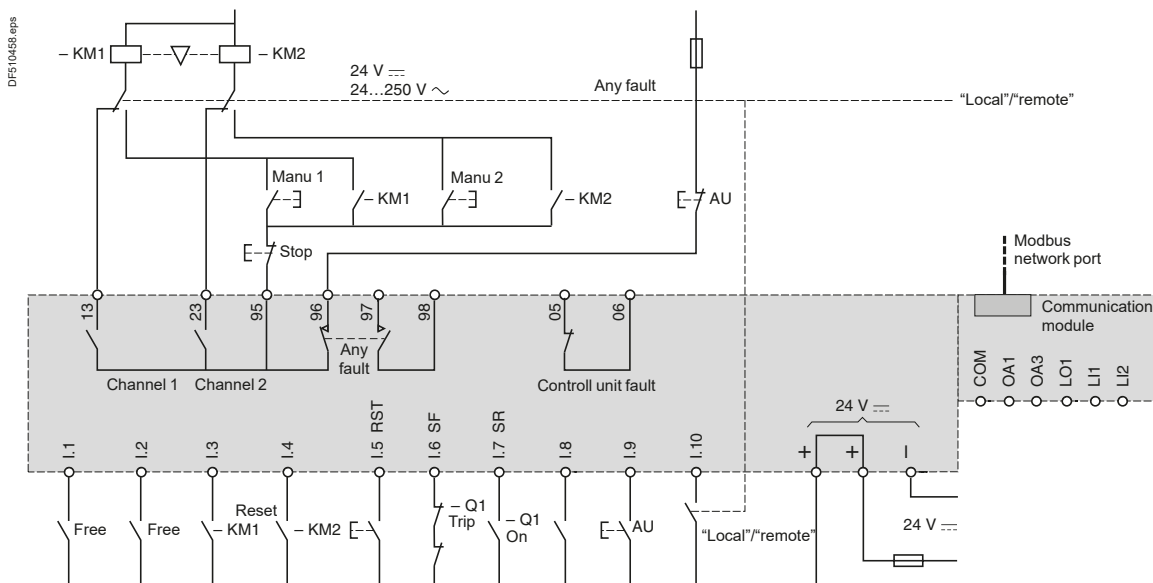 DF510458.eps
– KM1
– KM2
24 V ⎓
24...250 V ∼
Any fault
“Local”/“remote”
Manu 1
– KM1
Manu 2
– KM2
AU
Stop
Modbus
network port
13
23
95
96
97
98
05
06
Communication
module
Any
fault
Channel 1
Channel 2
Controll unit fault
COM
OA1
OA3
LO1
LI1
LI2
24 V ⎓
I.1
I.2
I.3
I.4
I.5 RST
I.6 SF
I.7 SR
I.8
I.9
I.10
+
+
–
Free
Free
– KM1
Reset
– KM2
– Q1
Trip
– Q1
On
AU
“Local”/“remote”
24 V ⎓